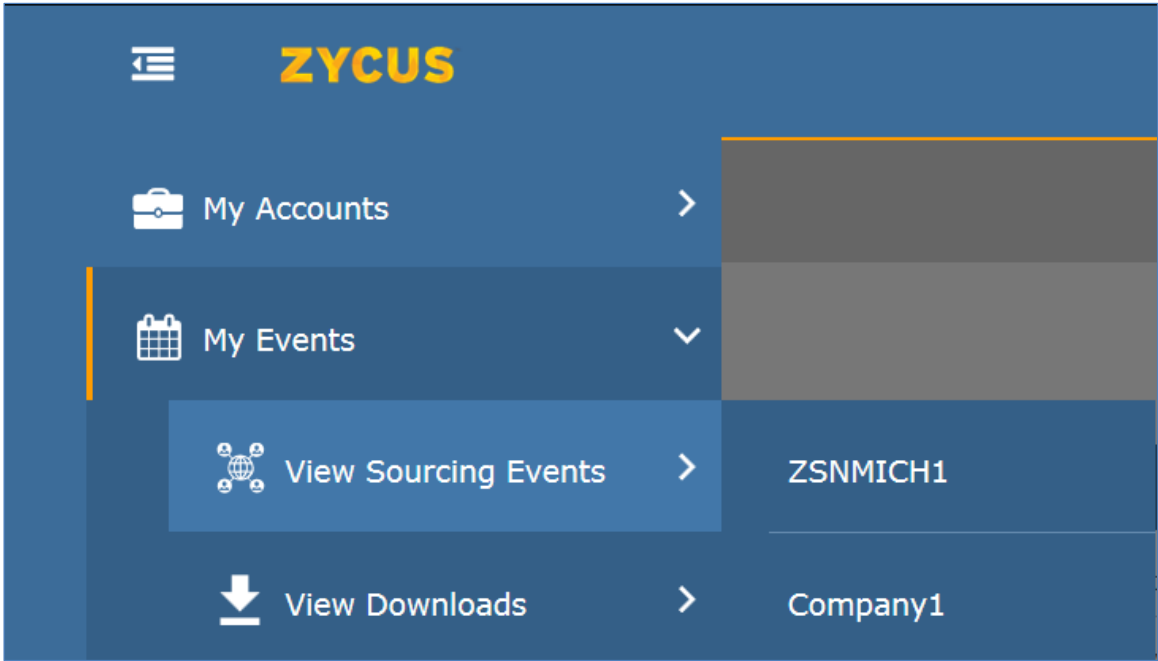 ZYCUS
My Accounts
My Events
View Sourcing Events
ZSNMICH1
View Downloads
Company1